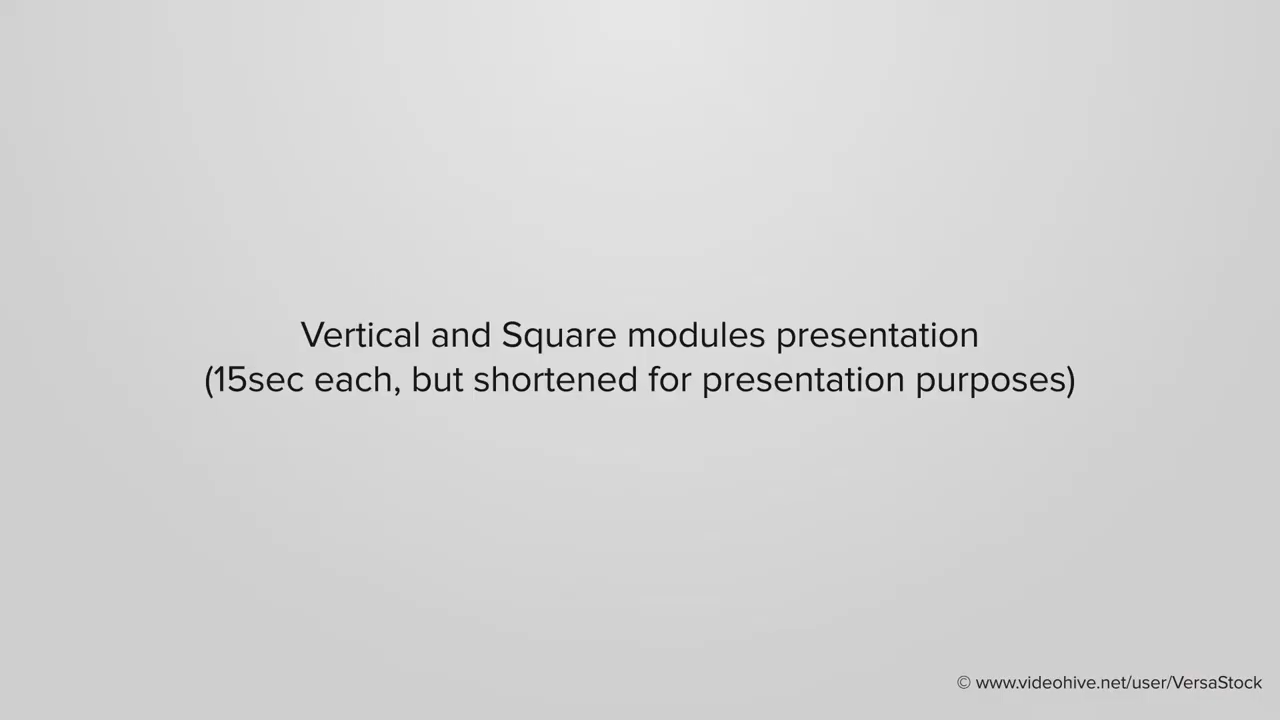 Vertical and Square modules presentation
(15sec each, but shortened for presentation purposes)
© www.videohive.net/user/VersaStock